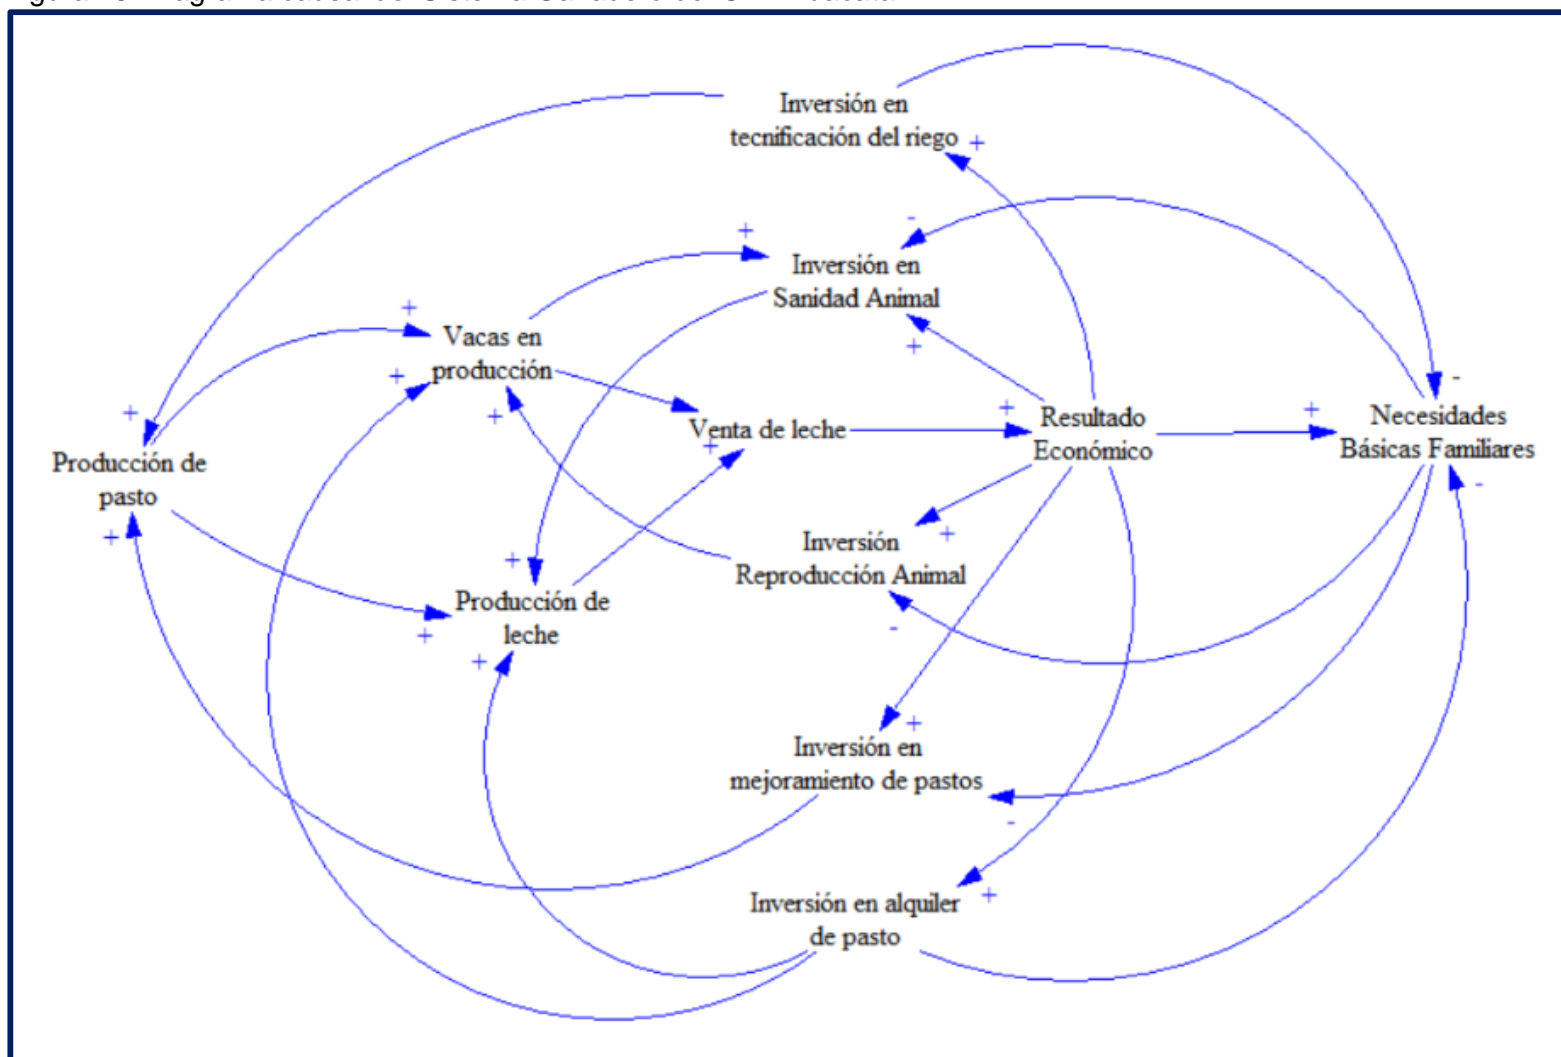 Inversión en
tecnificación del riego
+
-
+
Inversión en
Sanidad Animal
+
+
Vacas en
producción
+
+
+
-
Resultado
Económico
+
+
Necesidades
Básicas Familiares
-
Venta de leche
+
Producción de
pasto
+
+
Inversión
Reproducción Animal
+
-
+
Producción de
leche
+
+
+
Inversión en
mejoramiento de pastos
-
Inversión en alquiler
de pasto
+